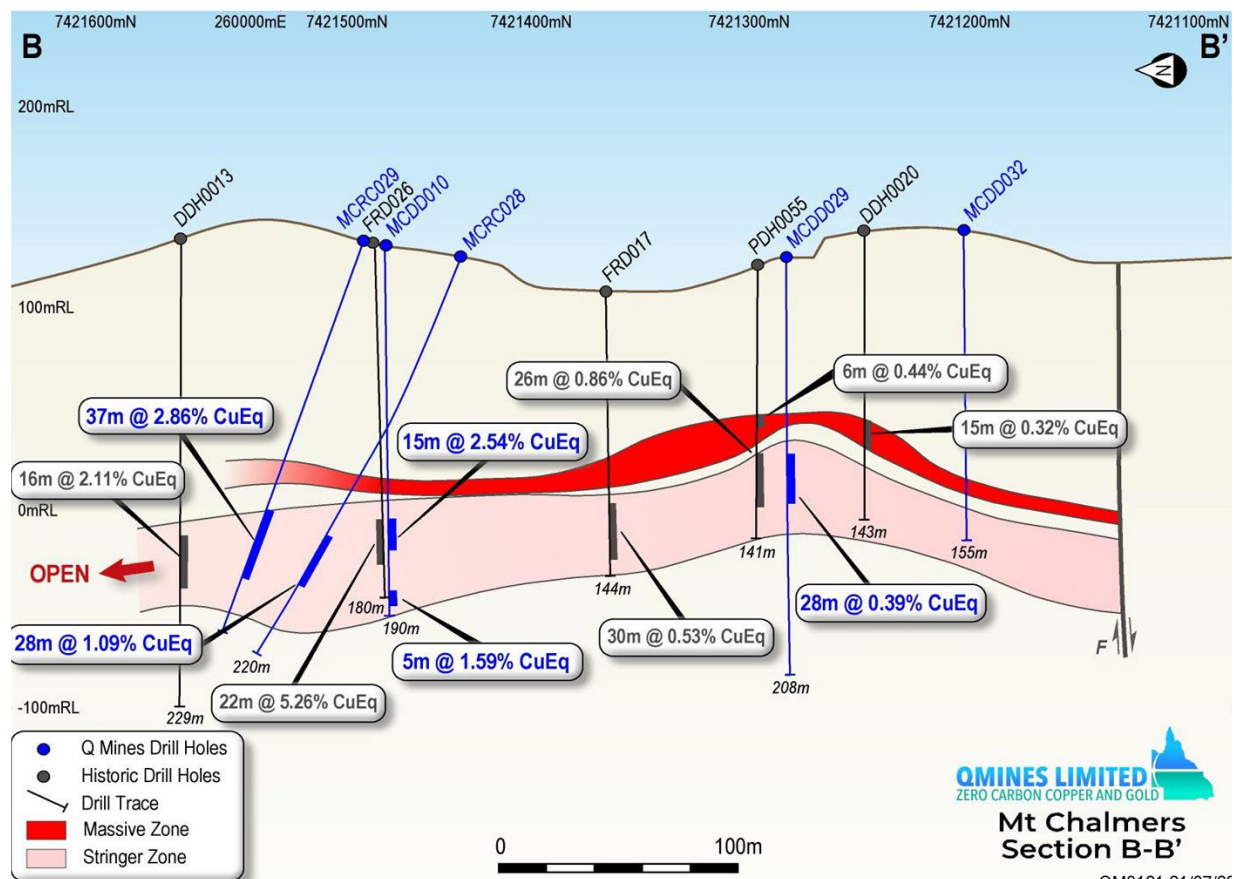 7421600mN
260000mE
7421500mN
7421400mN
7421300mN
7421200mN
7421100mN
B
B’
N
200mRL
DDH0013
MCRC029
FRD026
MCDD010
MCRC028
FRD017
PDH0055
MCDD029
DDH0020
MCDD032
100mRL
26m @ 0.86% CuEq
6m @ 0.44% CuEq
37m @ 2.86% CuEq
15m @ 2.54% CuEq
15m @ 0.32% CuEq
16m @ 2.11% CuEq
0mRL
OPEN
141m
143m
155m
144m
180m
190m
28m @ 0.39% CuEq
28m @ 1.09% CuEq
220m
5m @ 1.59% CuEq
30m @ 0.53% CuEq
F
22m @ 5.26% CuEq
208m
-100mRL
229m
Q Mines Drill Holes
Historic Drill Holes
Drill Trace
Massive Zone
Stringer Zone
0
100m
QMINES LIMITED
ZERO CARBON COPPER AND GOLD
Mt Chalmers
Section B-B’